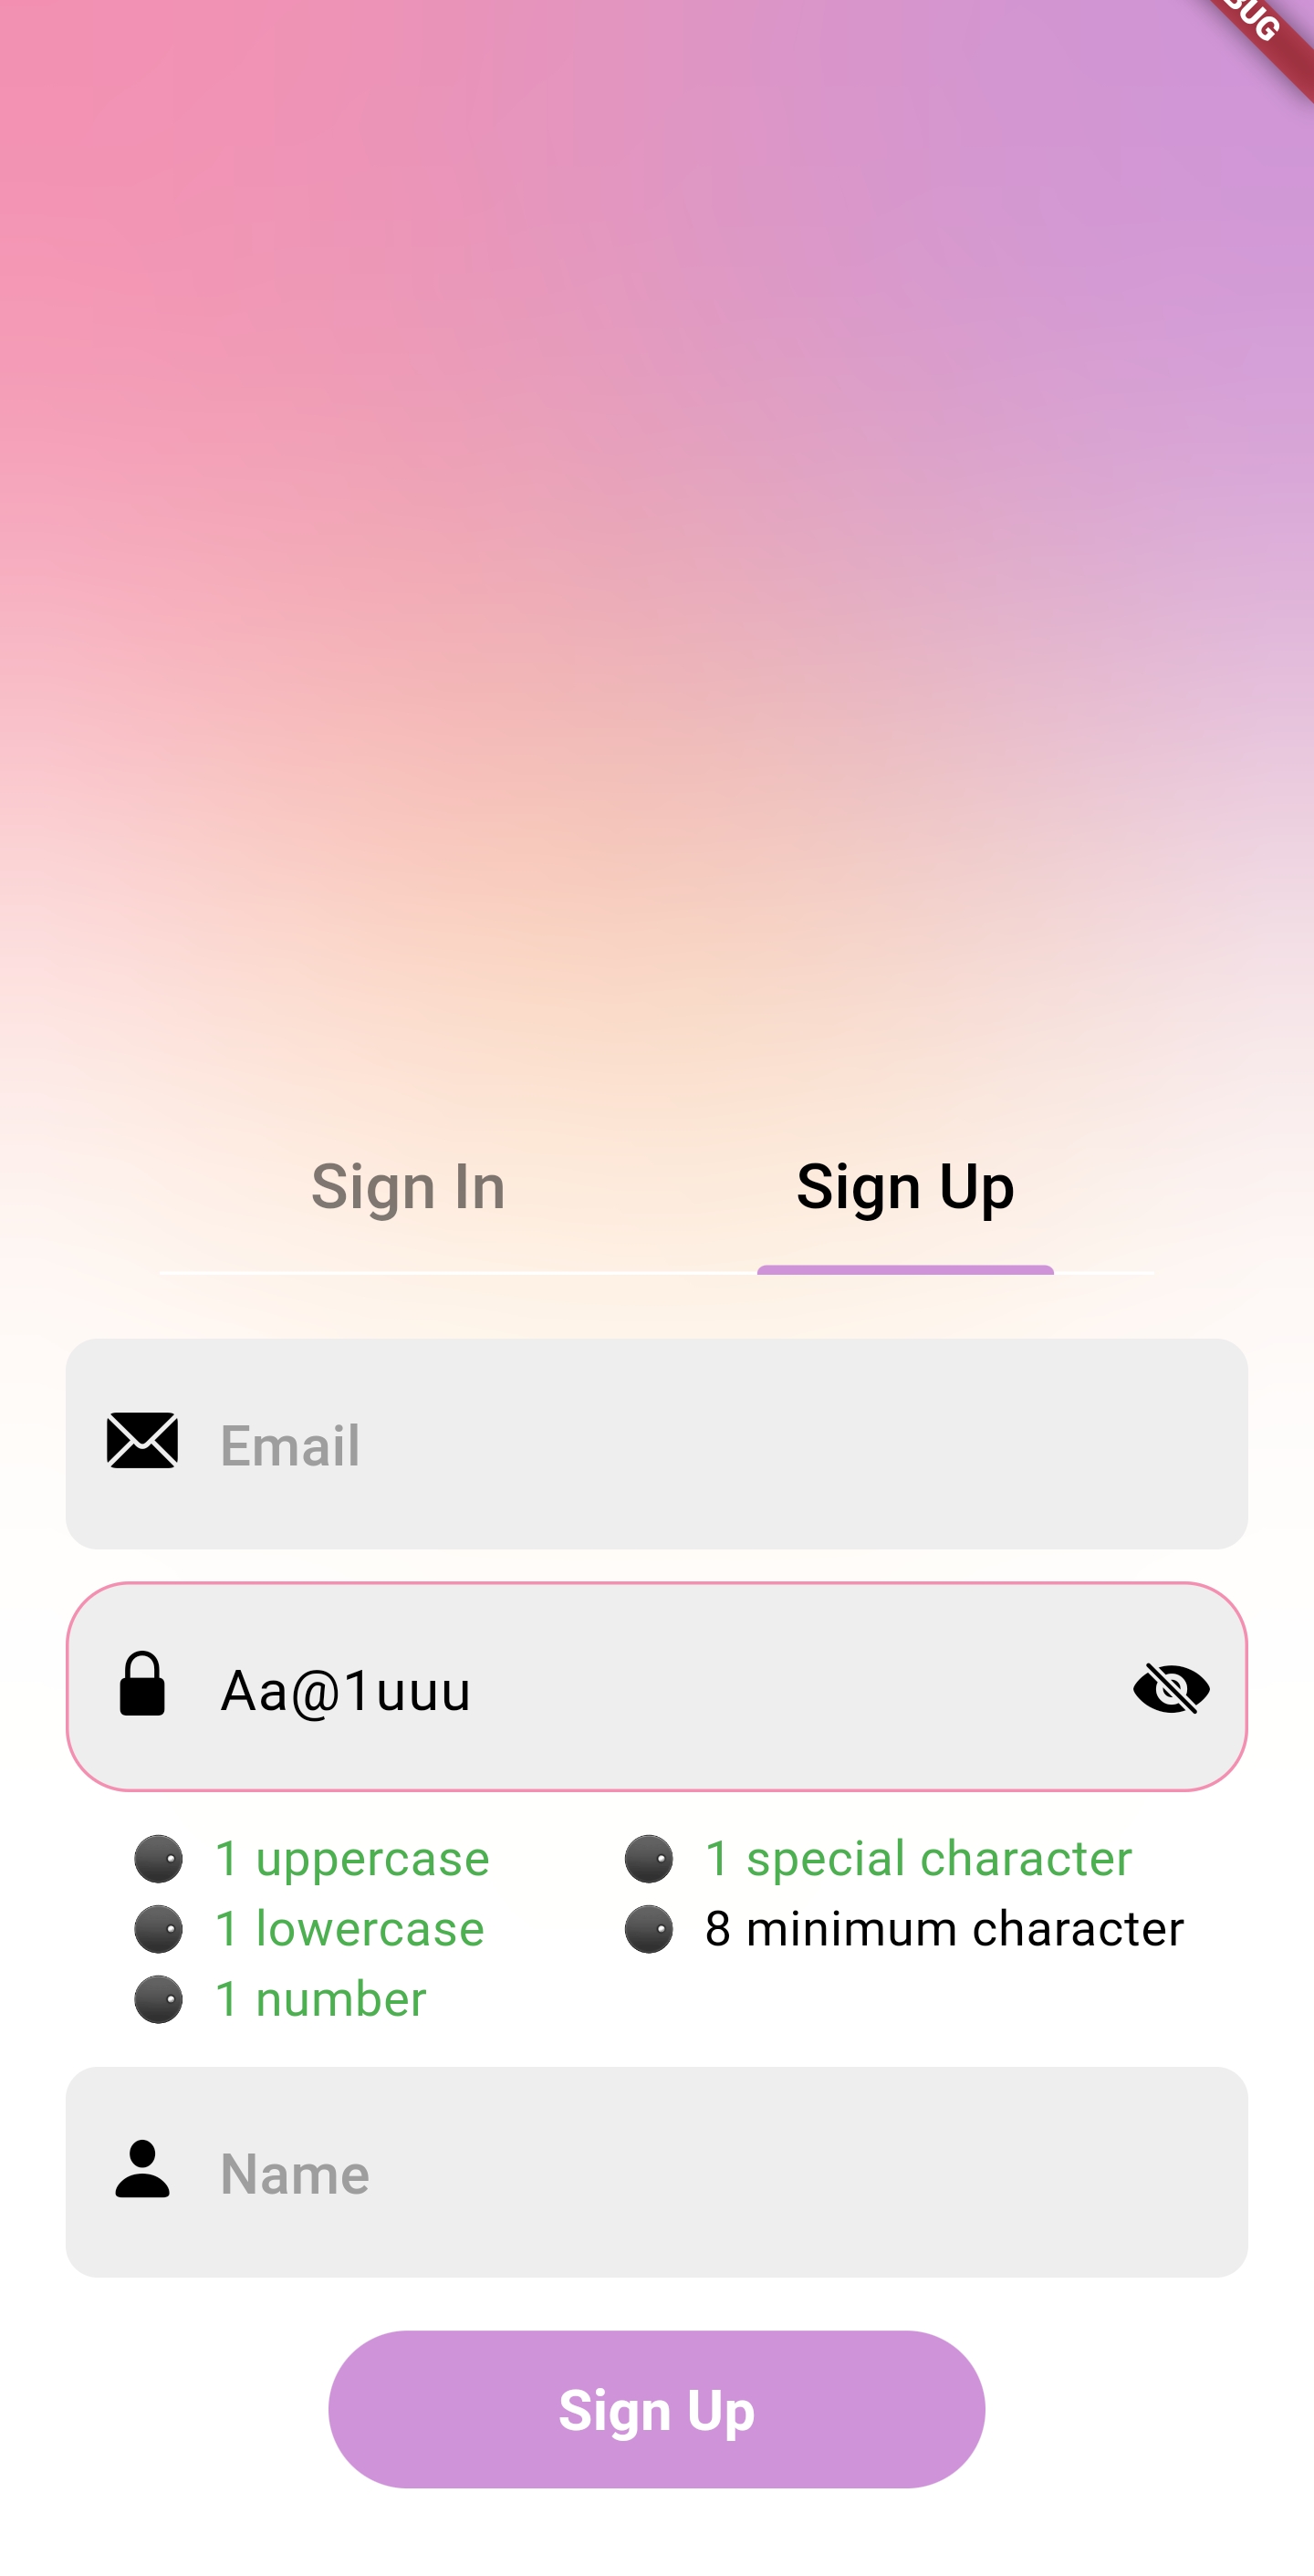 BUG
Sign In Sign Up
Email
Aa@1uuu
1 uppercase 1 special character
1 lowercase 8 minimum character
1 number
Name
Sign Up